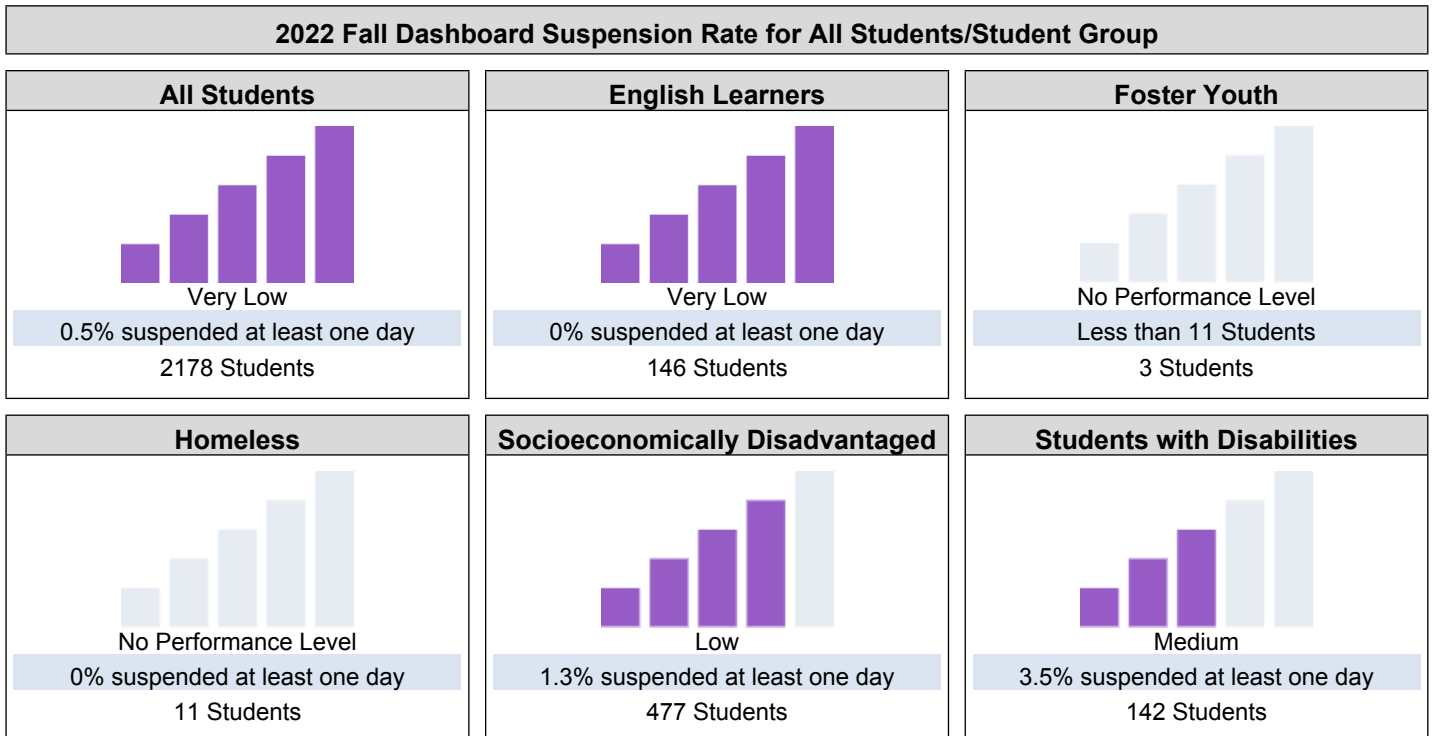 2022 Fall Dashboard Suspension Rate for All Students/Student Group
All Students
Very Low
0.5% suspended at least one day
2178 Students
English Learners
Very Low
0% suspended at least one day
146 Students
Foster Youth
No Performance Level
Less than 11 Students
3 Students
Homeless
No Performance Level
0% suspended at least one day
11 Students
Socioeconomically Disadvantaged
Low
1.3% suspended at least one day
477 Students
Students with Disabilities
Medium
3.5% suspended at least one day
142 Students